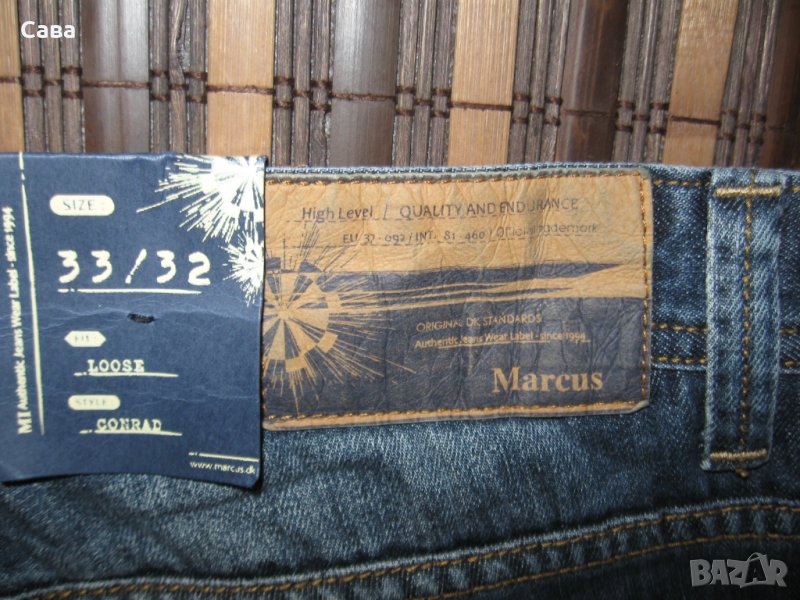 Сава
SIZE:
33/32
FIT:
LOOSE
STYLE:
CONRAD
MI Authentic Jeans Wear Label - since 1994
www.marcus.dk
High Level / QUALITY AND ENDURANCE
EU 37-092 / INT. 81-460 / Official trademark
ORIGINAL DK STANDARDS
Authentic Jeans Wear Label - since 1994
Marcus
BAZAR